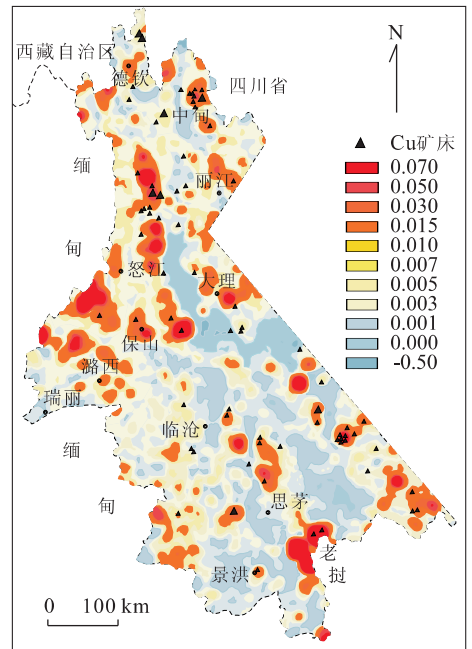 N
西藏自治区
德钦
四川省
中甸
缅
甸
丽江
怒江
大理
保山
潞西
瑞丽
缅
甸
临沧
思茅
景洪
老
挝
Cu矿床
0.070
0.050
0.030
0.015
0.010
0.007
0.005
0.003
0.001
0.000
-0.50
0 100 km